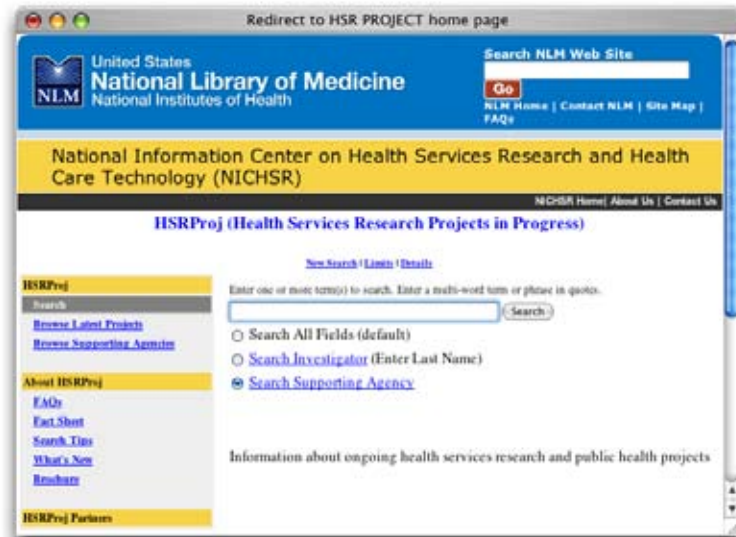 Redirect to HSR PROJECT home page
United States
National Library of Medicine
National Institutes of Health
NLM
Search NLM Web Site
Go
NLM Home | Contact NLM | Site Map |
FAQs
National Information Center on Health Services Research and Health
Care Technology (NICHSR)
NICHSR Home| About Us | Contact Us
HSRProj (Health Services Research Projects in Progress)
New Search | Limits | Details
HSRProj
Search
Browse Latest Projects
Browse Supporting Agencies
About HSRProj
FAQs
Fact Sheet
Search Tips
What's New
Brochure
HSRProj Partners
Enter one or more term(s) to search. Enter a multi-word term or phrase in quotes.
Search
Search All Fields (default)
Search Investigator (Enter Last Name)
Search Supporting Agency
Information about ongoing health services research and public health projects